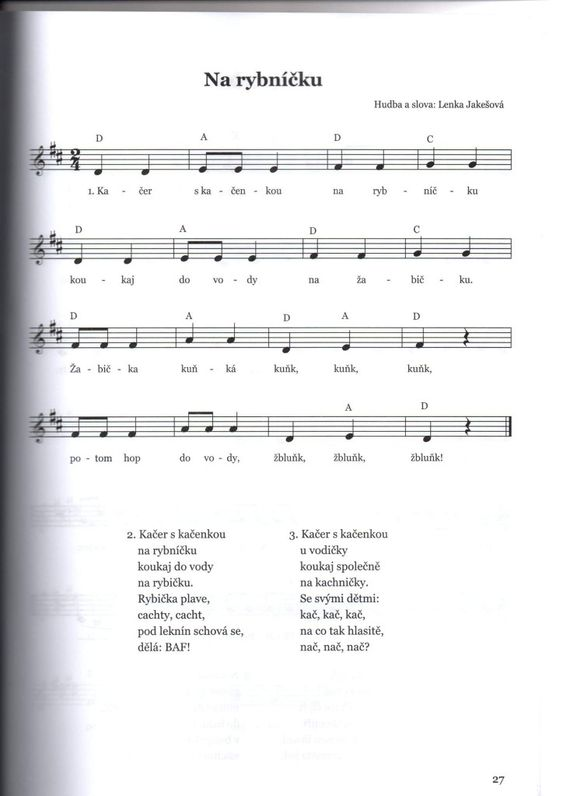 Na rybníčku
Hudba a slova: Lenka Jakešová
D A D C
1. Ka - čer s ka - čen - kou na ryb - níč - ku
D A D C
kou - kaj do vo - dy na ža - bič - ku.
D A D A D
Ža - bič - ka kuň - ká kuňk, kuňk, kuňk,
A D
po - tom hop do vo - dy, žbluňk, žbluňk, žbluňk!
2. Kačer s kačenkou
na rybníčku
koukaj do vody
na rybičku.
Rybička plave,
cachty, cacht,
pod leknín schová se,
dělá: BAF!
3. Kačer s kačenkou
u vodičky
koukaj společně
na kachničky.
Se svými dětmi:
kač, kač, kač,
na co tak hlasitě,
nač, nač, nač?
27